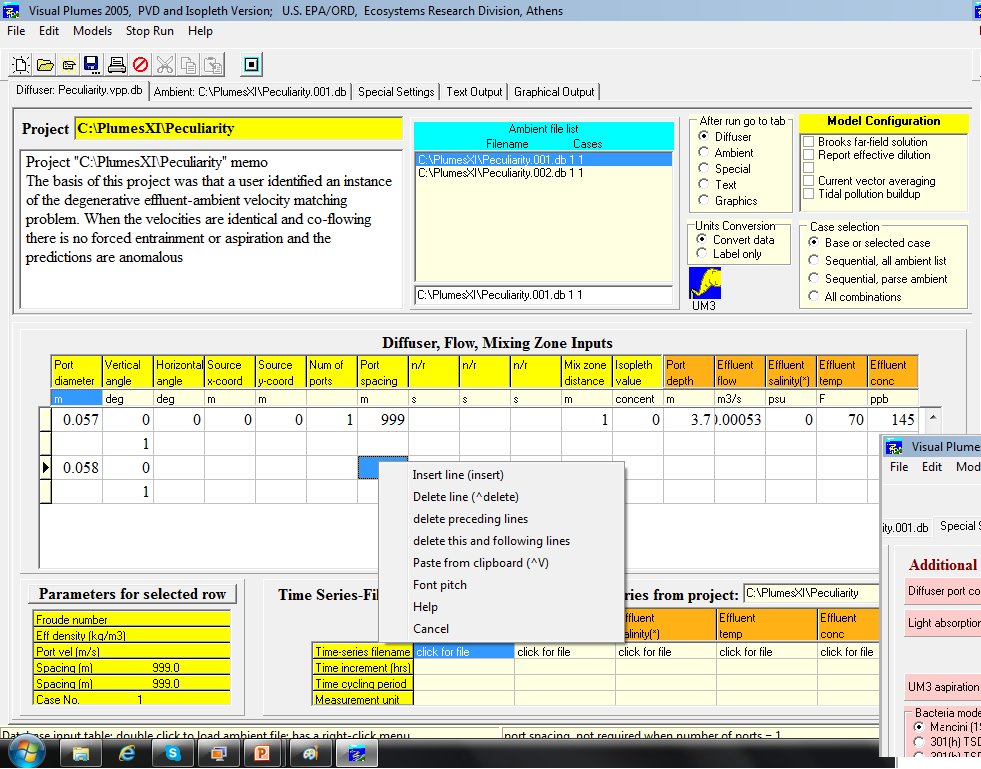 Visual Plumes 2005, PVD and Isopleth Version; U.S. EPA/ORD, Ecosystems Research Division, Athens
File Edit Models Stop Run Help
Diffuser: Peculiarity.vpp.db Ambient: C:\PlumesXI\Peculiarity.001.db Special Settings Text Output Graphical Output
Project C:\PlumesXI\Peculiarity
Project "C:\PlumesXI\Peculiarity" memo
The basis of this project was that a user identified an instance
of the degenerative effluent-ambient velocity matching
problem. When the velocities are identical and co-flowing
there is no forced entrainment or aspiration and the
predictions are anomalous
Ambient file list
Filename Cases
C:\PlumesXI\Peculiarity.001.db 1 1
C:\PlumesXI\Peculiarity.002.db 1 1
C:\PlumesXI\Peculiarity.001.db 1 1
After run go to tab
Diffuser
Ambient
Special
Text
Graphics
Units Conversion
Convert data
Label only
UM3
Model Configuration
Brooks far-field solution
Report effective dilution
Current vector averaging
Tidal pollution buildup
Case selection
Base or selected case
Sequential, all ambient list
Sequential, parse ambient
All combinations
Diffuser, Flow, Mixing Zone Inputs
Port Vertical Horizontal Source Source Num of Port n/r n/r n/r Mix zone Isopleth Port Effluent Effluent Effluent Effluent
diameter angle angle x-coord y-coord ports spacing distance value depth flow salinity(*) temp conc
m deg deg m m m s s s m concent m m3/s psu F ppb
0.057 0 0 0 0 1 999 1 0 3.7 0.00053 0 70 145
1
0.058 0
1
Insert line (insert)
Delete line (^delete)
delete preceding lines
delete this and following lines
Paste from clipboard (^V)
Font pitch
Help
Cancel
Parameters for selected row
Froude number
Eff density (kg/m3)
Port vel (m/s)
Spacing (m) 999.0
Spacing (m) 999.0
Case No. 1
Time Series-Fil
ries from project: C:\PlumesXI\Peculiarity
Effluent Effluent Effluent
alinity(*) temp conc
Time-series filename click for file click for file click for file click for file click for file
Time increment (hrs)
Time cycling period
Measurement unit
Visual Plume
File Edit Mod
ity.001.db Special S
Additional
Diffuser port co
Light absorption
UM3 aspiration
Bacteria mode
Mancini (1
301(h) TSD
301(h) TSD
Database input table: double click to load ambient file; has a right-click menu
port spacing, not required when number of ports = 1